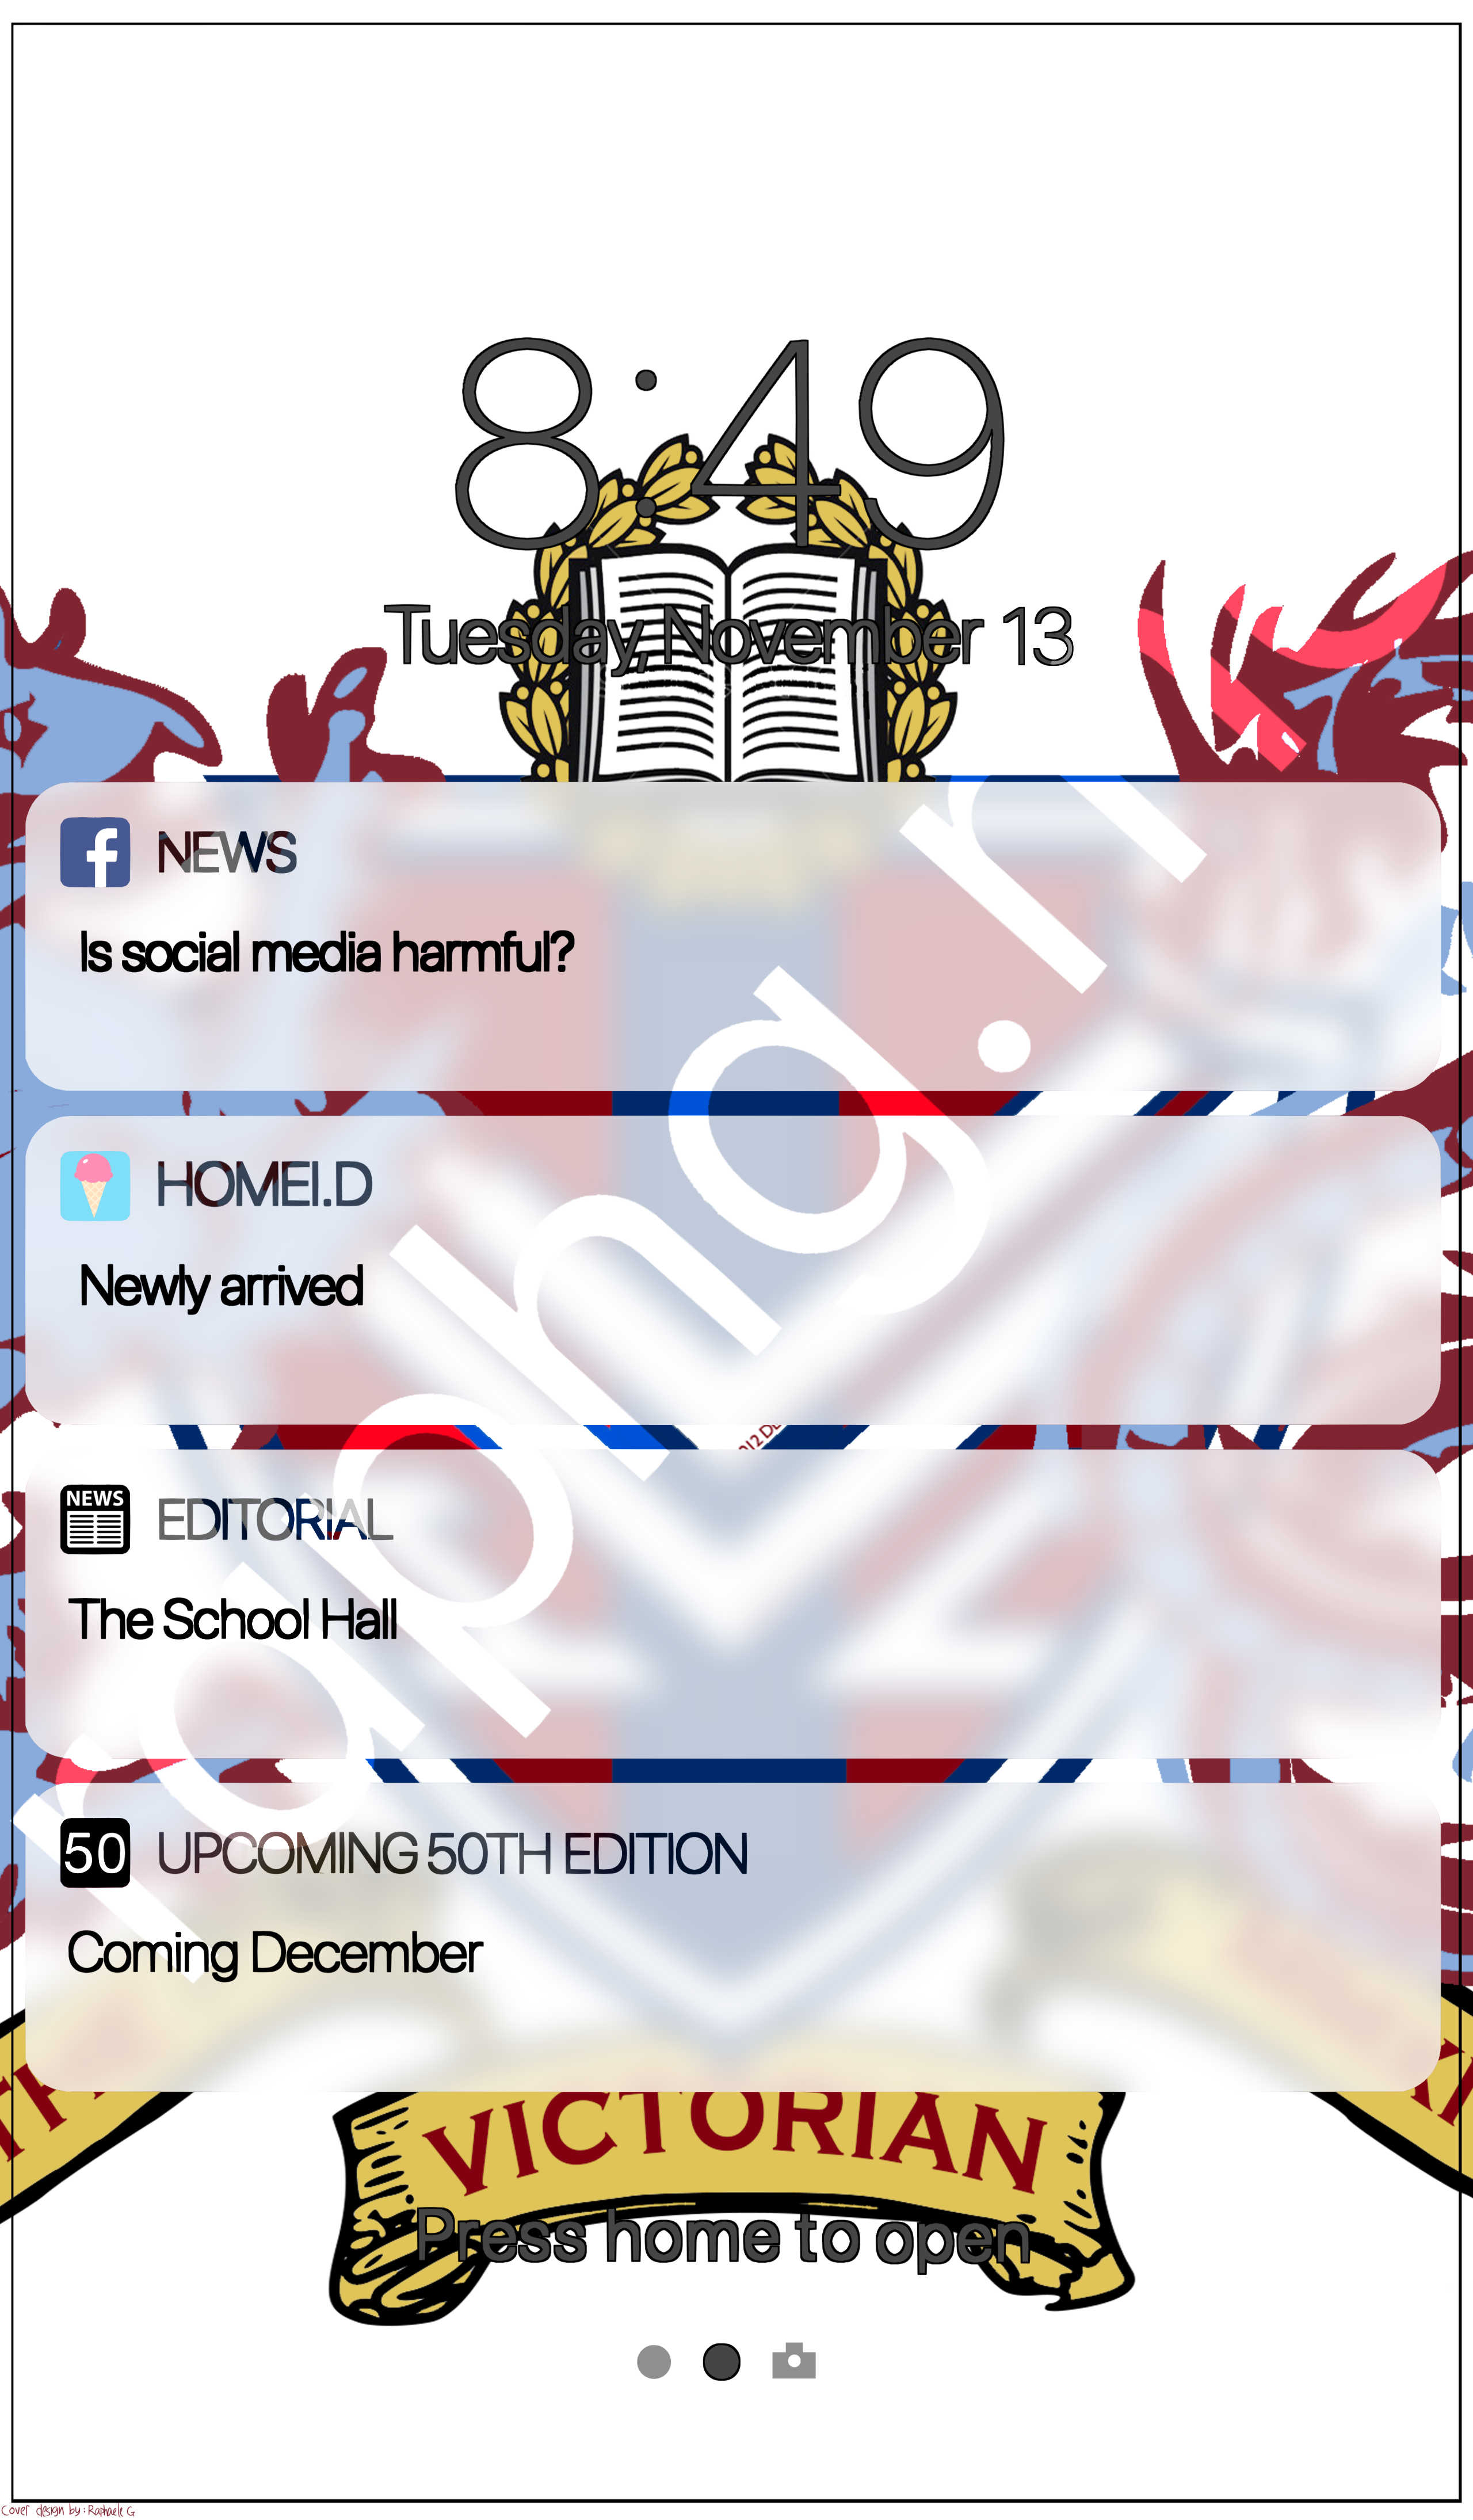 8:49
Tuesday, November 13
NEWS
Is social media harmful?
HOMEI.D
Newly arrived
NEWS
EDITORIAL
The School Hall
50
UPCOMING 50TH EDITION
Coming December
VICTORIAN
Press home to open
Cover design by: Raphaele G